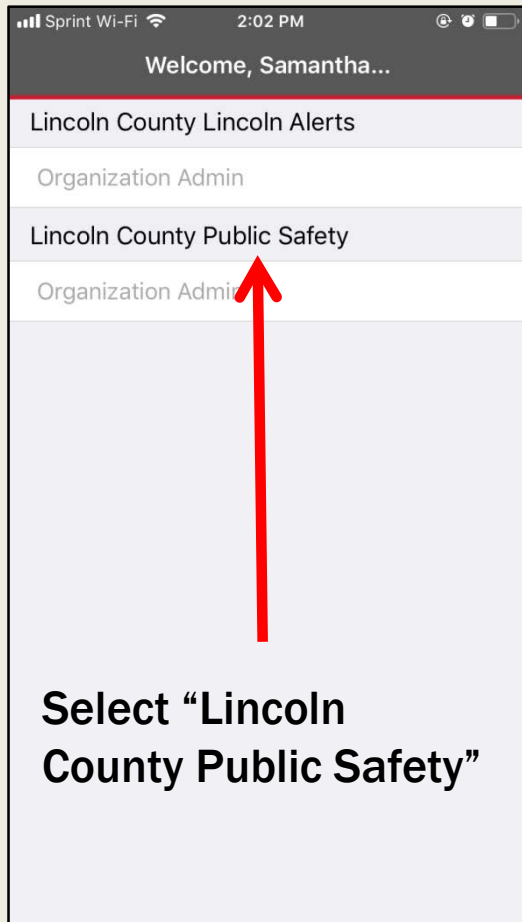 Sprint Wi-Fi 2:02 PM
Welcome, Samantha...
Lincoln County Lincoln Alerts
Organization Admin
Lincoln County Public Safety
Organization Admin
Select “Lincoln
County Public Safety”